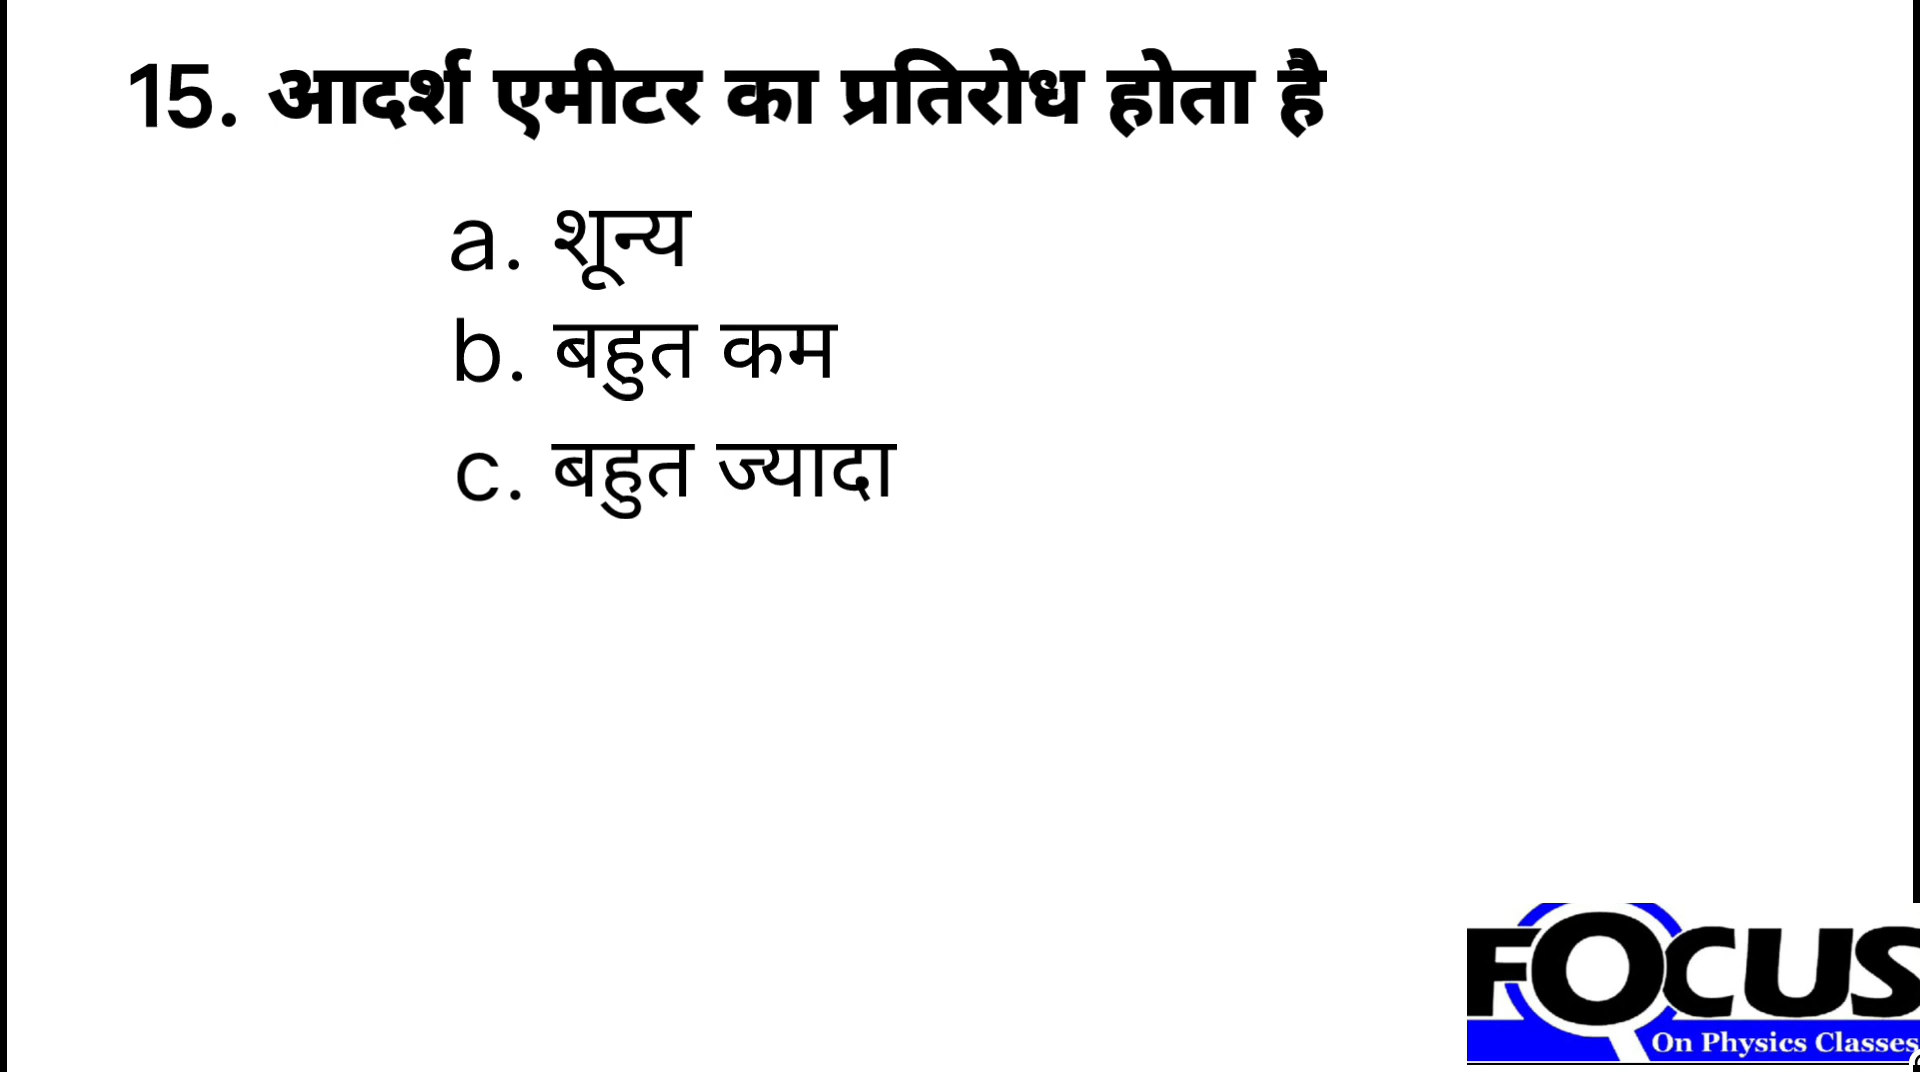 15. आदर्श एमीटर का प्रतिरोध होता है
a. शून्य
b. बहुत कम
c. बहुत ज्यादा
FOCUS
On Physics Classes